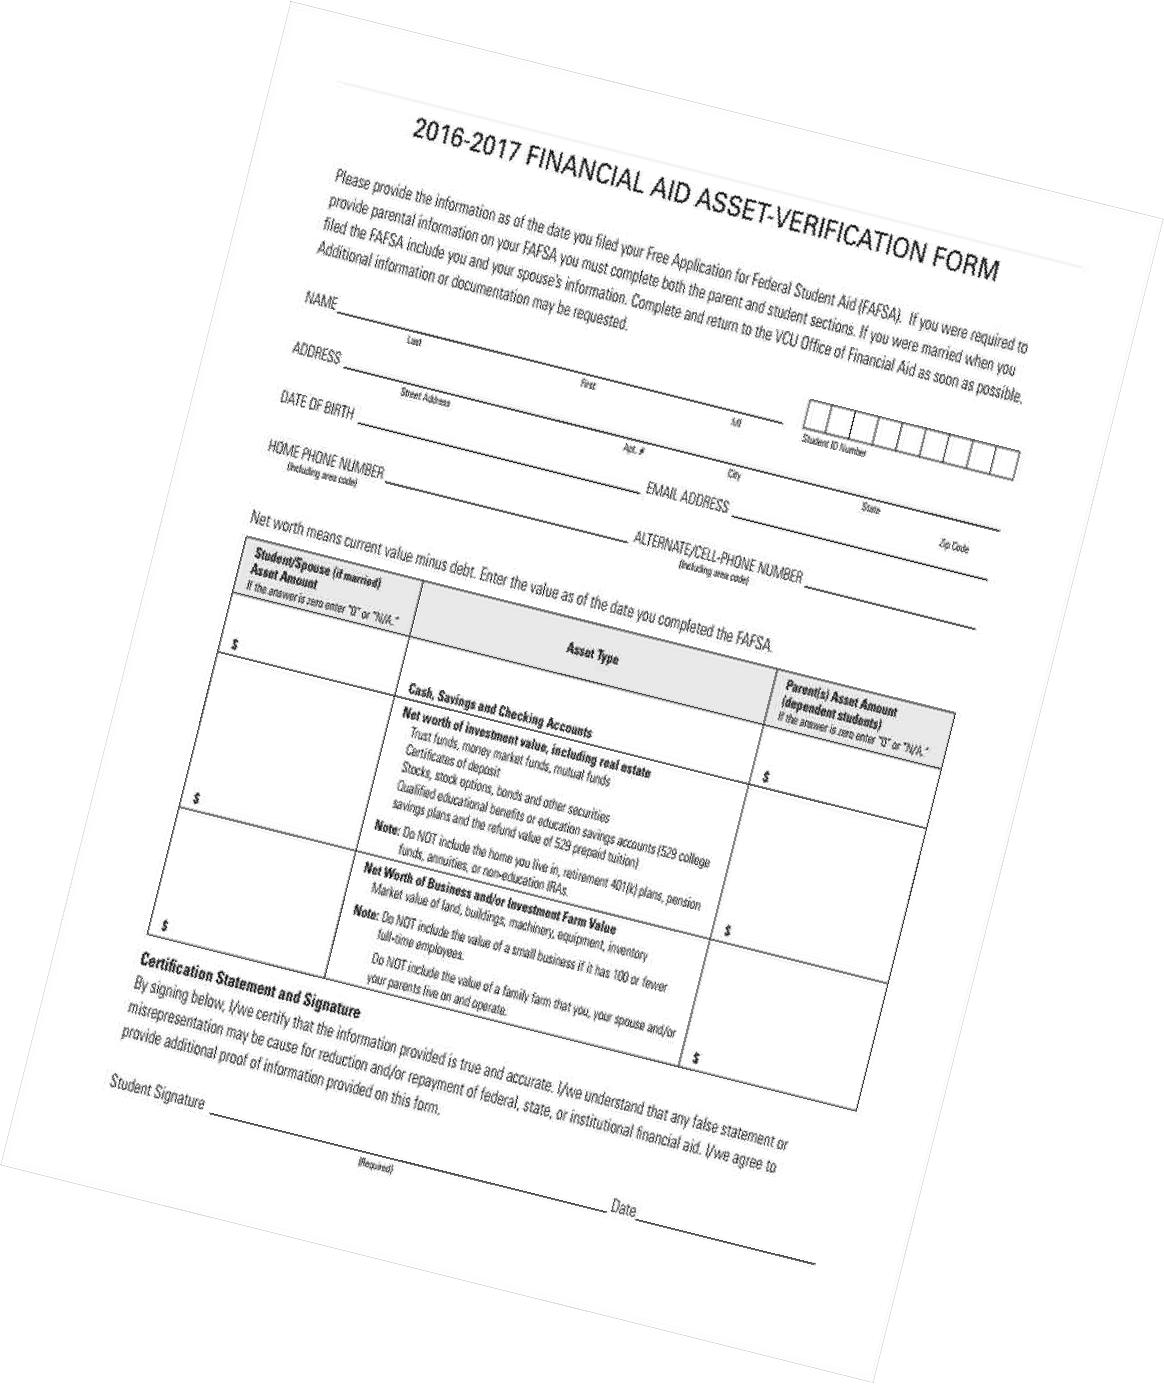 2016-2017 FINANCIAL AID ASSET-VERIFICATION FORM
Please provide the information as of the date you filed your Free Application for Federal Student Aid (FAFSA). If you were required to
provide parental information on your FAFSA you must complete both the parent and student sections. If you were married when you
filed the FAFSA include you and your spouse's information. Complete and return to the VCU Office of Financial Aid as soon as possible.
Additional information or documentation may be requested.
NAME
Last First MI
Student ID Number
ADDRESS
Street Address Apt. # City State Zip Code
DATE OF BIRTH EMAIL ADDRESS
HOME PHONE NUMBER ALTERNATE/CELL-PHONE NUMBER
(including area code) (including area code)
Net worth means current value minus debt. Enter the value as of the date you completed the FAFSA.
Student/Spouse (if married)
Asset Amount
If the answer is zero enter "0" or "N/A."
Asset Type
Parent(s) Asset Amount
(dependent students)
If the answer is zero enter "0" or "N/A."
$
Cash, Savings and Checking Accounts
$
$
Net worth of investment value, including real estate
Trust funds, money market funds, mutual funds
Certificates of deposit
Stocks, stock options, bonds and other securities
Qualified educational benefits or education savings accounts (529 college
savings plans and the refund value of 529 prepaid tuition)
Note: Do NOT include the home you live in, retirement 401(k) plans, pension
funds, annuities, or non-education IRAs.
$
$
Net Worth of Business and/or Investment Farm Value
Market value of land, buildings, machinery, equipment, inventory
Note: Do NOT include the value of a small business if it has 100 or fewer
full-time employees.
Do NOT include the value of a family farm that you, your spouse and/or
your parents live on and operate.
$
Certification Statement and Signature
By signing below, I/we certify that the information provided is true and accurate. I/we understand that any false statement or
misrepresentation may be cause for reduction and/or repayment of federal, state, or institutional financial aid. I/we agree to
provide additional proof of information provided on this form.
Student Signature Date
(Required)